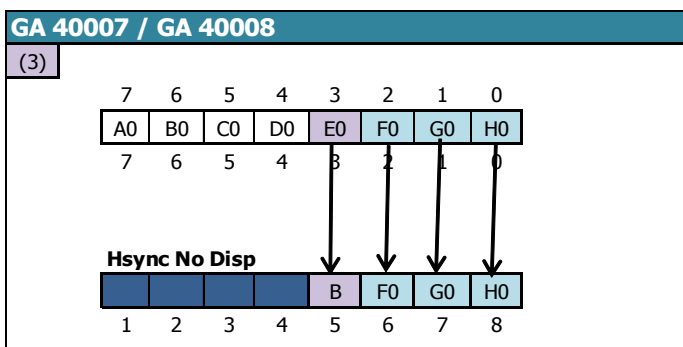 GA 40007 / GA 40008
(3)
7 6 5 4 3 2 1 0
A0 B0 C0 D0 E0 F0 G0 H0
7 6 5 4 3 2 1 0
Hsync No Disp
B F0 G0 H0
1 2 3 4 5 6 7 8